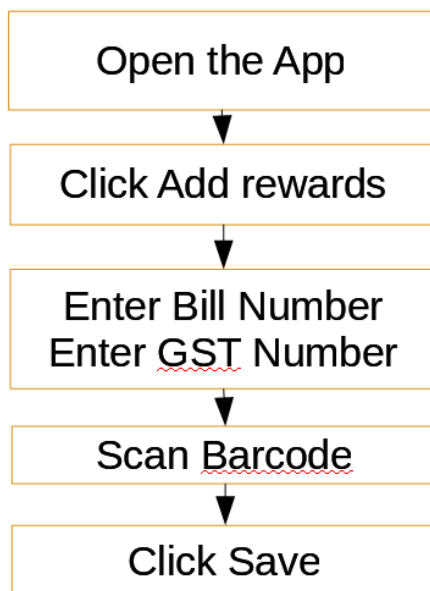 Open the App
Click Add rewards
Enter Bill Number
Enter GST Number
Scan Barcode
Click Save